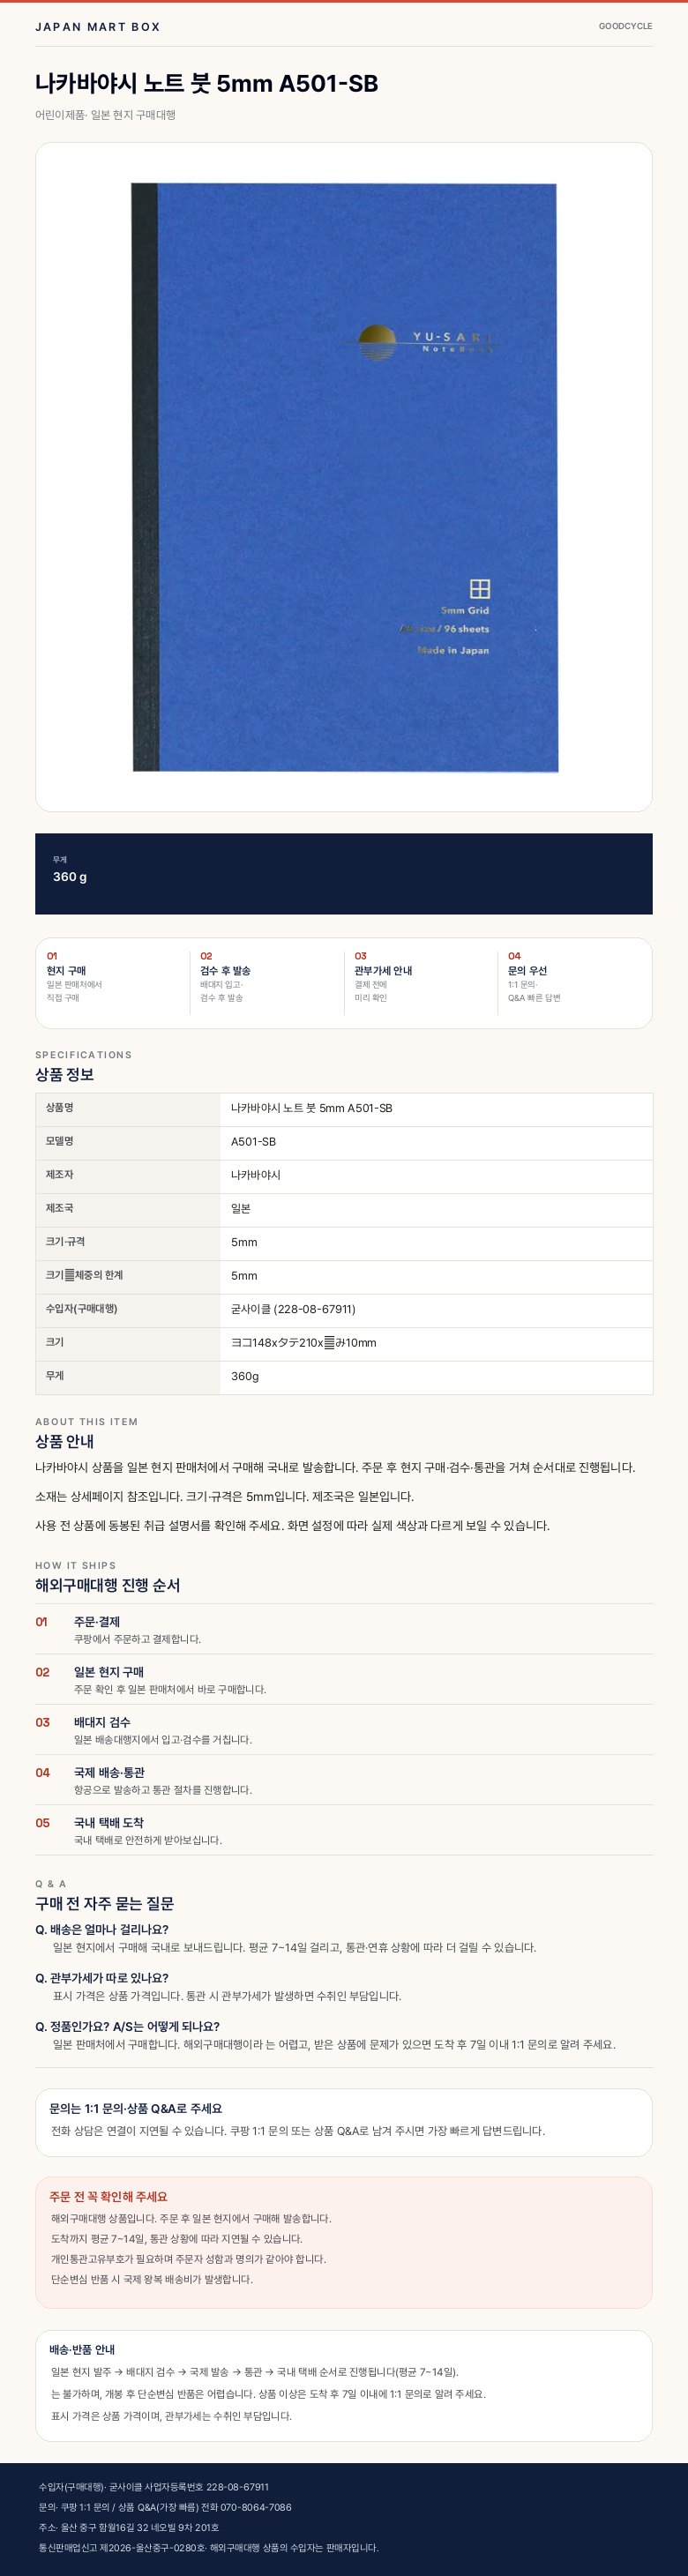 JAPAN MART BOX
GOODCYCLE
나카바야시 노트 붓 5mm A501-SB
어린이제품· 일본 현지 구매대행
YU-SARI
NoteBook
5mm Grid
/ 96 sheets
Made in Japan
무게
360 g
01
현지 구매
일본 판매처에서
직접 구매
02
검수 후 발송
배대지 입고·
검수 후 발송
03
관부가세 안내
결제 전에
미리 확인
04
문의 우선
1:1 문의·
Q&A 빠른 답변
SPECIFICATIONS
상품 정보
상품명 나카바야시 노트 붓 5mm A501-SB
모델명 A501-SB
제조자 나카바야시
제조국 일본
크기·규격 5mm
크기 체중의 한계 5mm
수입자(구매대행) 굳사이클 (228-08-67911)
크기 ヨコ148xタテ210x み10mm
무게 360g
ABOUT THIS ITEM
상품 안내
나카바야시 상품을 일본 현지 판매처에서 구매해 국내로 발송합니다. 주문 후 현지 구매·검수·통관을 거쳐 순서대로 진행됩니다.
소재는 상세페이지 참조입니다. 크기·규격은 5mm입니다. 제조국은 일본입니다.
사용 전 상품에 동봉된 취급 설명서를 확인해 주세요. 화면 설정에 따라 실제 색상과 다르게 보일 수 있습니다.
HOW IT SHIPS
해외구매대행 진행 순서
01 주문·결제
쿠팡에서 주문하고 결제합니다.
02 일본 현지 구매
주문 확인 후 일본 판매처에서 바로 구매합니다.
03 배대지 검수
일본 배송대행지에서 입고·검수를 거칩니다.
04 국제 배송·통관
항공으로 발송하고 통관 절차를 진행합니다.
05 국내 택배 도착
국내 택배로 안전하게 받아보십니다.
Q & A
구매 전 자주 묻는 질문
Q. 배송은 얼마나 걸리나요?
일본 현지에서 구매해 국내로 보내드립니다. 평균 7~14일 걸리고, 통관·연휴 상황에 따라 더 걸릴 수 있습니다.
Q. 관부가세가 따로 있나요?
표시 가격은 상품 가격입니다. 통관 시 관부가세가 발생하면 수취인 부담입니다.
Q. 정품인가요? A/S는 어떻게 되나요?
일본 판매처에서 구매합니다. 해외구매대행이라 는 어렵고, 받은 상품에 문제가 있으면 도착 후 7일 이내 1:1 문의로 알려 주세요.
문의는 1:1 문의·상품 Q&A로 주세요
전화 상담은 연결이 지연될 수 있습니다. 쿠팡 1:1 문의 또는 상품 Q&A로 남겨 주시면 가장 빠르게 답변드립니다.
주문 전 꼭 확인해 주세요
해외구매대행 상품입니다. 주문 후 일본 현지에서 구매해 발송합니다.
도착까지 평균 7~14일, 통관 상황에 따라 지연될 수 있습니다.
개인통관고유부호가 필요하며 주문자 성함과 명의가 같아야 합니다.
단순변심 반품 시 국제 왕복 배송비가 발생합니다.
배송·반품 안내
일본 현지 발주 → 배대지 검수 → 국제 발송 → 통관 → 국내 택배 순서로 진행됩니다(평균 7~14일).
는 불가하며, 개봉 후 단순변심 반품은 어렵습니다. 상품 이상은 도착 후 7일 이내에 1:1 문의로 알려 주세요.
표시 가격은 상품 가격이며, 관부가세는 수취인 부담입니다.
수입자(구매대행)· 굳사이클 사업자등록번호 228-08-67911
문의· 쿠팡 1:1 문의 / 상품 Q&A(가장 빠름) 전화 070-8064-7086
주소· 울산 중구 함월16길 32 네오빌 9차 201호
통신판매업신고 제2026-울산중구-0280호· 해외구매대행 상품의 수입자는 판매자입니다.